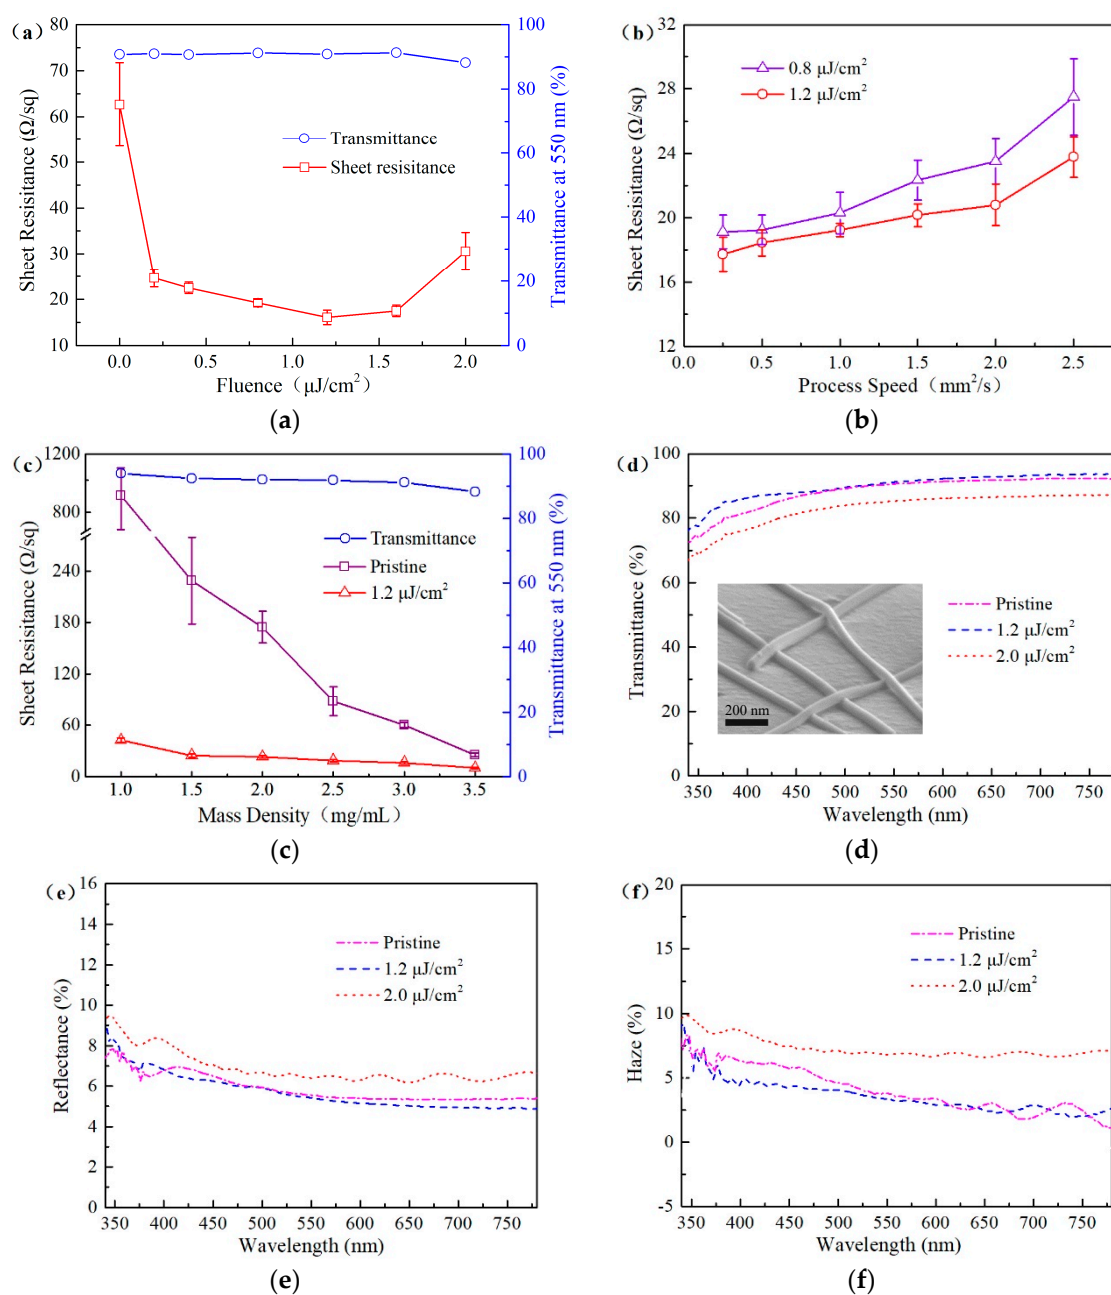 (a)
80
70
60
50
40
30
20
10
Sheet Resisitance (Ω/sq)
100
80
60
40
20
0
Transmittance at 550 nm (%)
Transmittance
Sheet resisitance
0.0 0.5 1.0 1.5 2.0
Fluence（μJ/cm²）
(a)
(b)
32
28
24
20
16
12
Sheet Resisitance (Ω/sq)
0.8 μJ/cm²
1.2 μJ/cm²
0.0 0.5 1.0 1.5 2.0 2.5
Process Speed（mm²/s）
(b)
(c)
1200
800
240
180
120
60
0
Sheet Resistance (Ω/sq)
100
80
60
40
20
0
Transmittance at 550 nm (%)
Transmittance
Pristine
1.2 μJ/cm²
1.0 1.5 2.0 2.5 3.0 3.5
Mass Density（mg/mL）
(c)
(d)
100
80
60
40
20
0
Transmittance (%)
Pristine
1.2 μJ/cm²
2.0 μJ/cm²
200 nm
350 400 450 500 550 600 650 700 750
Wavelength (nm)
(d)
(e)
16
14
12
10
8
6
4
2
0
Reflectance (%)
Pristine
1.2 μJ/cm²
2.0 μJ/cm²
350 400 450 500 550 600 650 700 750
Wavelength (nm)
(e)
(f)
20
15
10
5
0
-5
Haze (%)
Pristine
1.2 μJ/cm²
2.0 μJ/cm²
350 400 450 500 550 600 650 700 750
Wavelength (nm)
(f)